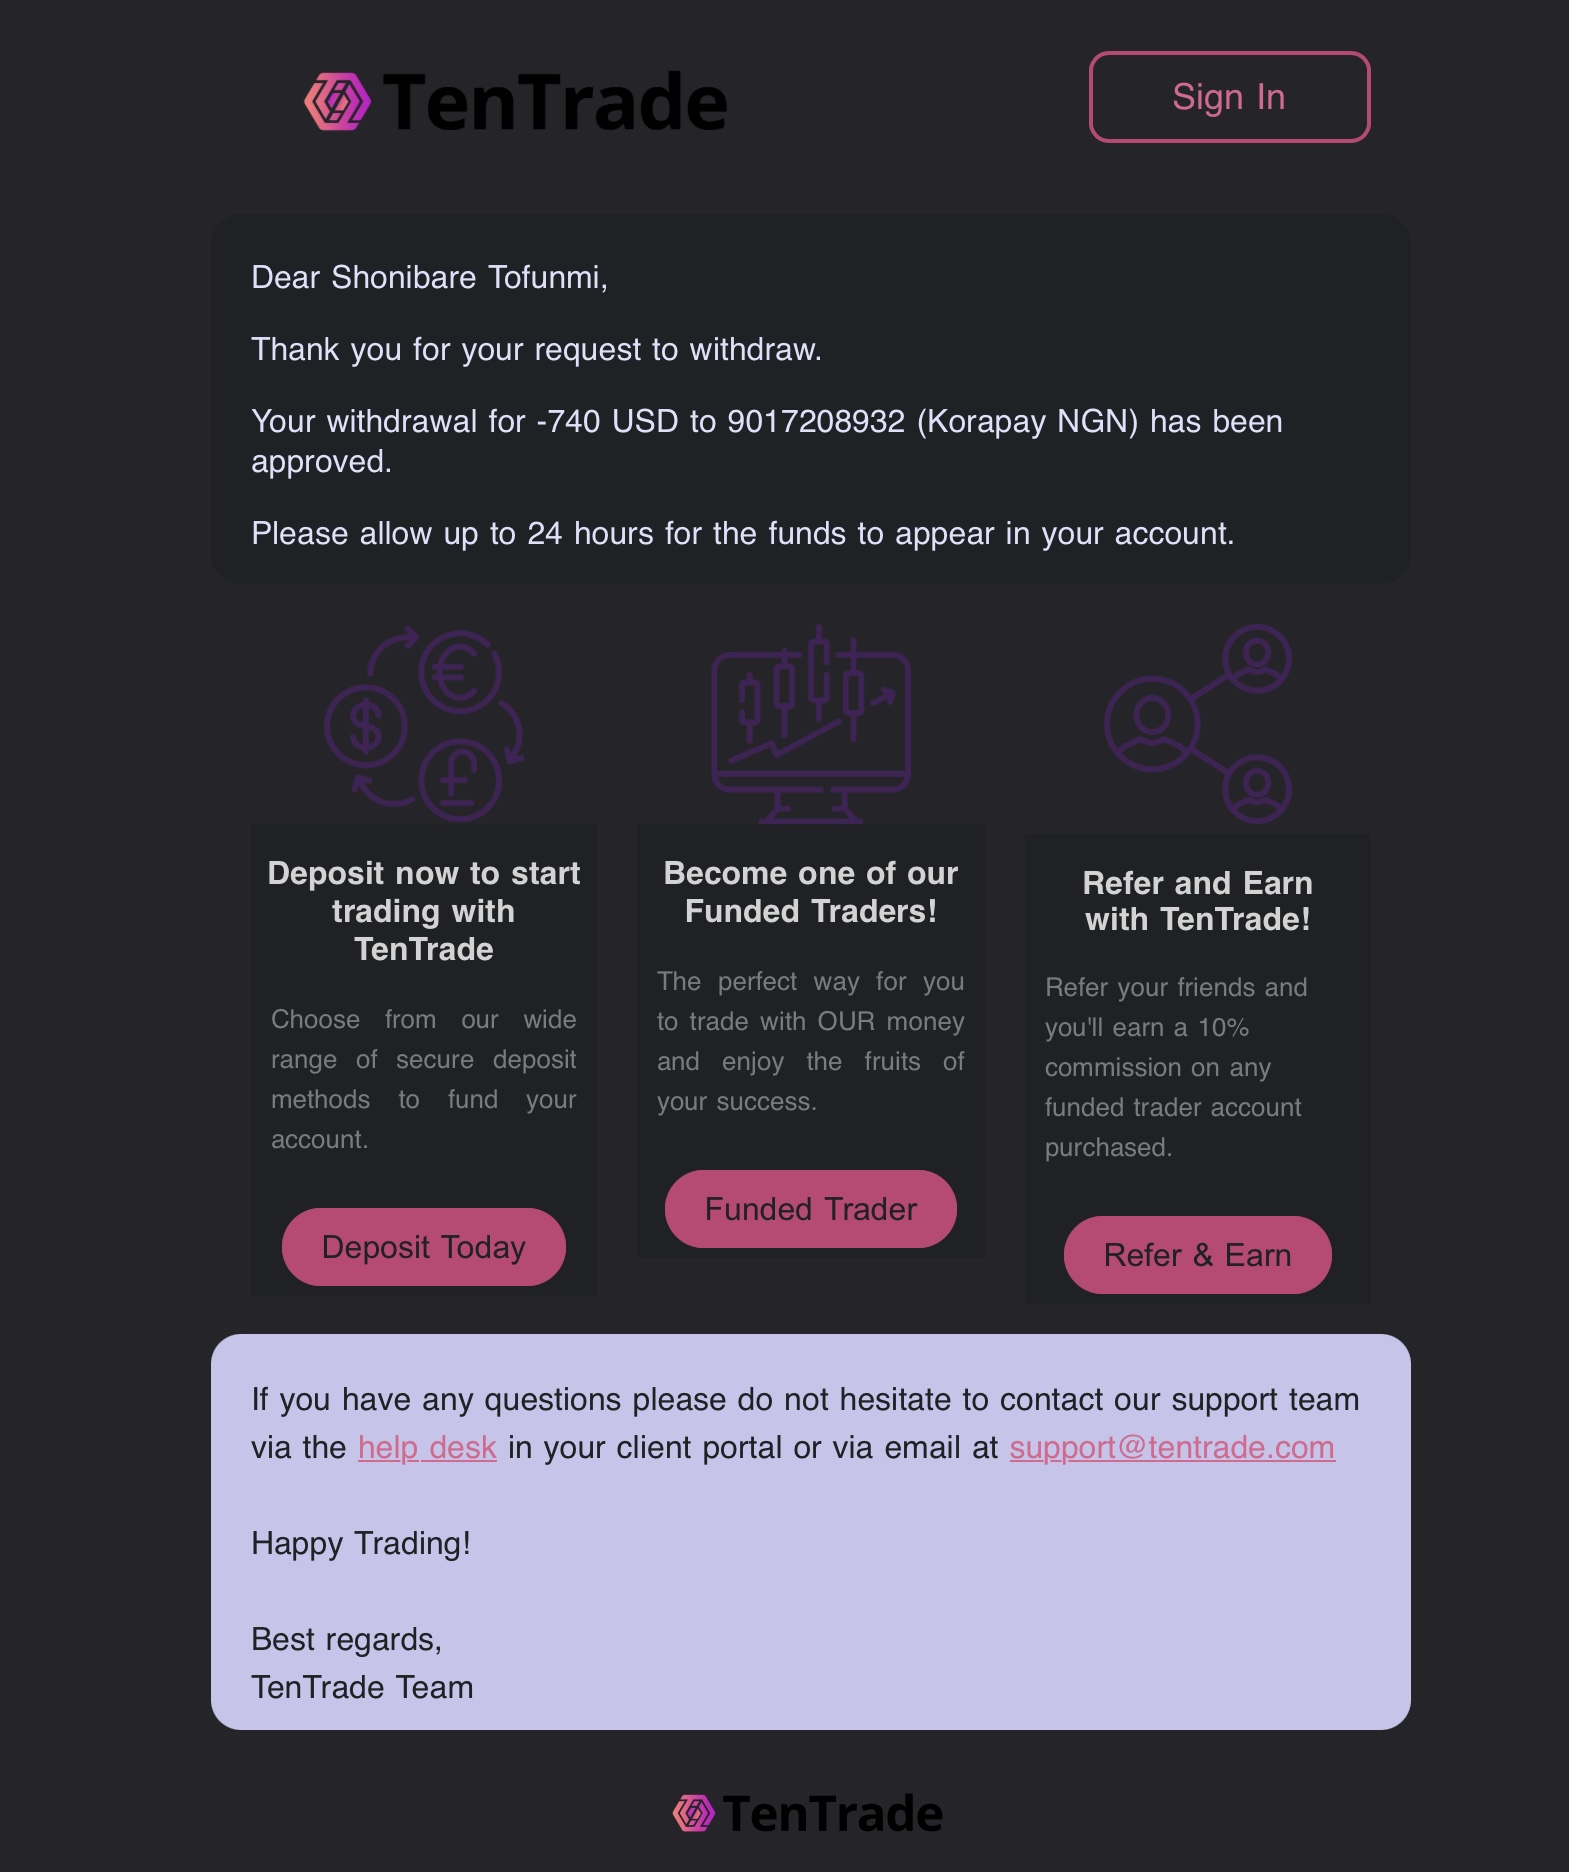 TenTrade
Sign In
Dear Shonibare Tofunmi,
Thank you for your request to withdraw.
Your withdrawal for -740 USD to 9017208932 (Korapay NGN) has been
approved.
Please allow up to 24 hours for the funds to appear in your account.
Deposit now to start
trading with
TenTrade
Choose from our wide
range of secure deposit
methods to fund your
account.
Deposit Today
Become one of our
Funded Traders!
The perfect way for you
to trade with OUR money
and enjoy the fruits of
your success.
Funded Trader
Refer and Earn
with TenTrade!
Refer your friends and
you'll earn a 10%
commission on any
funded trader account
purchased.
Refer & Earn
If you have any questions please do not hesitate to contact our support team
via the help desk in your client portal or via email at support@tentrade.com
Happy Trading!
Best regards,
TenTrade Team
TenTrade